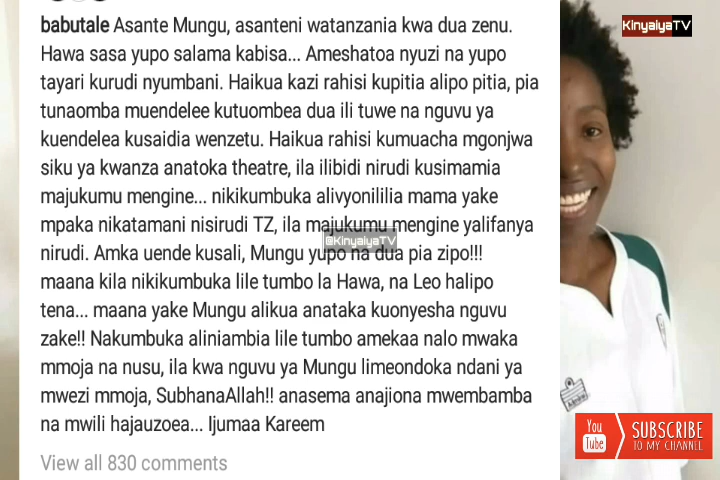 KinyaiyaTV
babutale Asante Mungu, asanteni watanzania kwa dua zenu.
Hawa sasa yupo salama kabisa... Ameshatoa nyuzi na yupo
tayari kurudi nyumbani. Haikua kazi rahisi kupitia alipo pitia, pia
tunaomba muendelee kutuombea dua ili tuwe na nguvu ya
kuendelea kusaidia wenzetu. Haikua rahisi kumuacha mgonjwa
siku ya kwanza anatoka theatre, ila ilibidi nirudi kusimamia
majukumu mengine... nikikumbuka alivyonililia mama yake
mpaka nikatamani nisirudi TZ, ila majukumu mengine yalifanya
@KinyaiyaTV
nirudi. Amka uende kusali, Mungu yupo na dua pia zipo!!!
maana kila nikikumbuka lile tumbo la Hawa, na Leo halipo
tena... maana yake Mungu alikua anataka kuonyesha nguvu
zake!! Nakumbuka aliniambia lile tumbo amekaa nalo mwaka
mmoja na nusu, ila kwa nguvu ya Mungu limeondoka ndani ya
mwezi mmoja, SubhanaAllah!! anasema anajiona mwembamba
na mwili hajauzoea... Ijumaa Kareem
View all 830 comments
You
Tube
SUBSCRIBE
TO MY CHANNEL